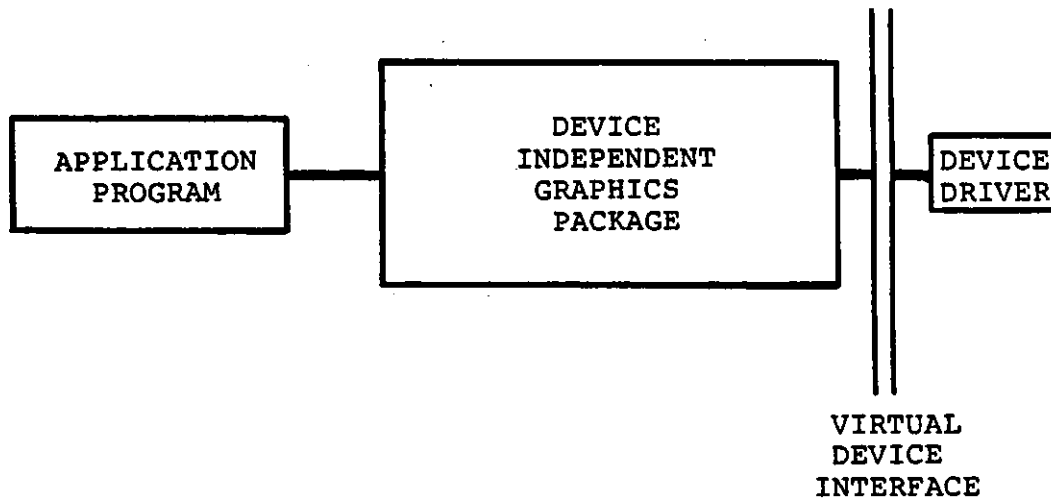 APPLICATION
PROGRAM
DEVICE
INDEPENDENT
GRAPHICS
PACKAGE
DEVICE
DRIVER
VIRTUAL
DEVICE
INTERFACE